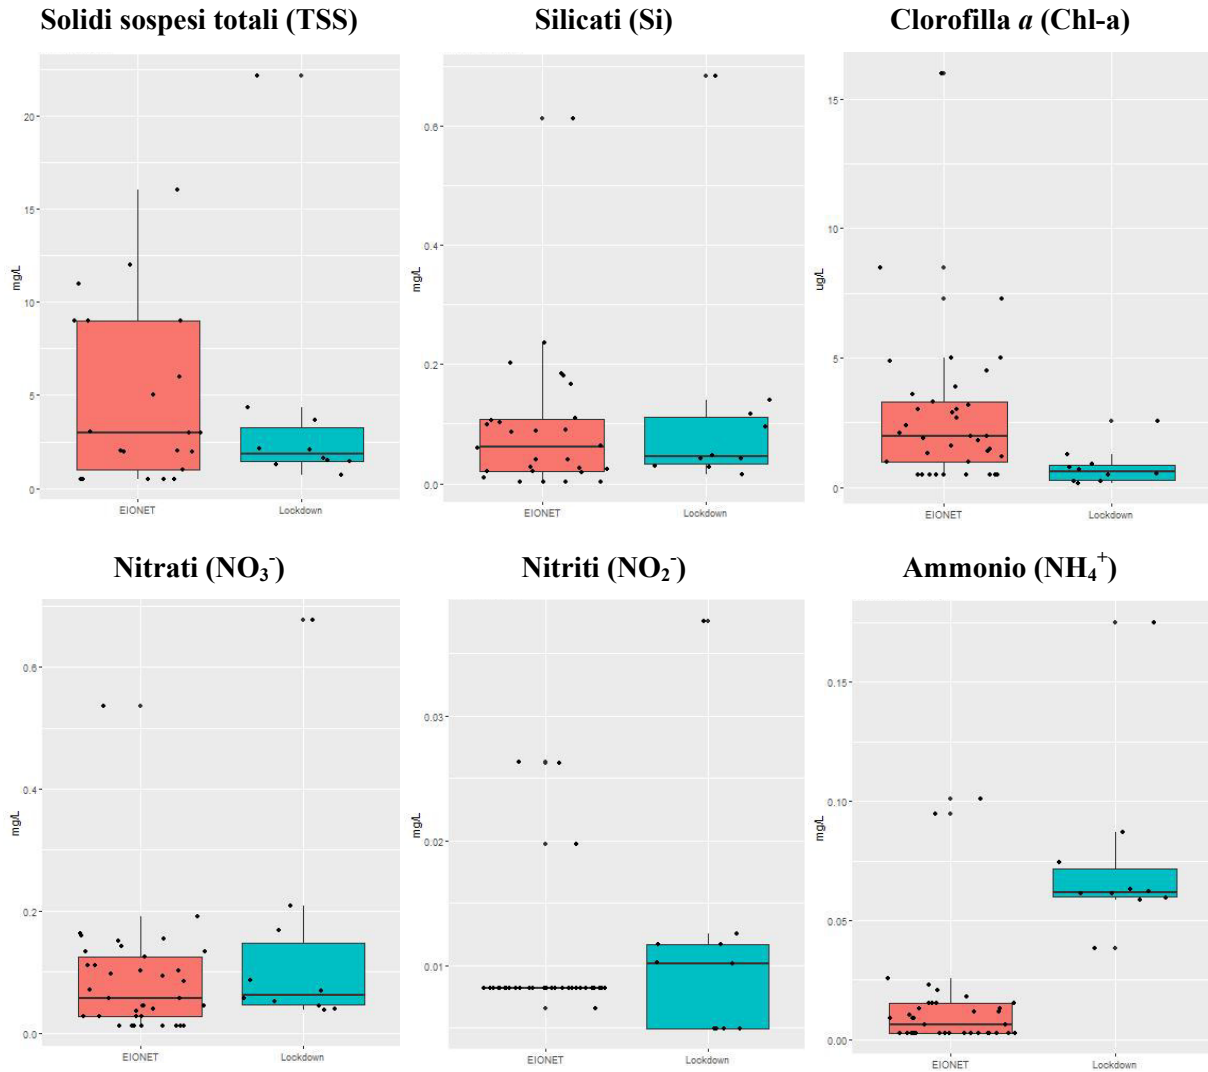 Solidi sospesi totali (TSS)
Silicati (Si)
Clorofilla a (Chl-a)
20
15
10
5
0
mg/L
EIONET
Lockdown
0.6
0.4
0.2
0.0
mg/L
EIONET
Lockdown
15
10
5
0
ug/L
EIONET
Lockdown
Nitrati (NO₃⁻)
Nitriti (NO₂⁻)
Ammonio (NH₄⁺)
0.6
0.4
0.2
0.0
mg/L
EIONET
Lockdown
0.03
0.02
0.01
mg/L
EIONET
Lockdown
0.15
0.10
0.05
0.00
mg/L
EIONET
Lockdown